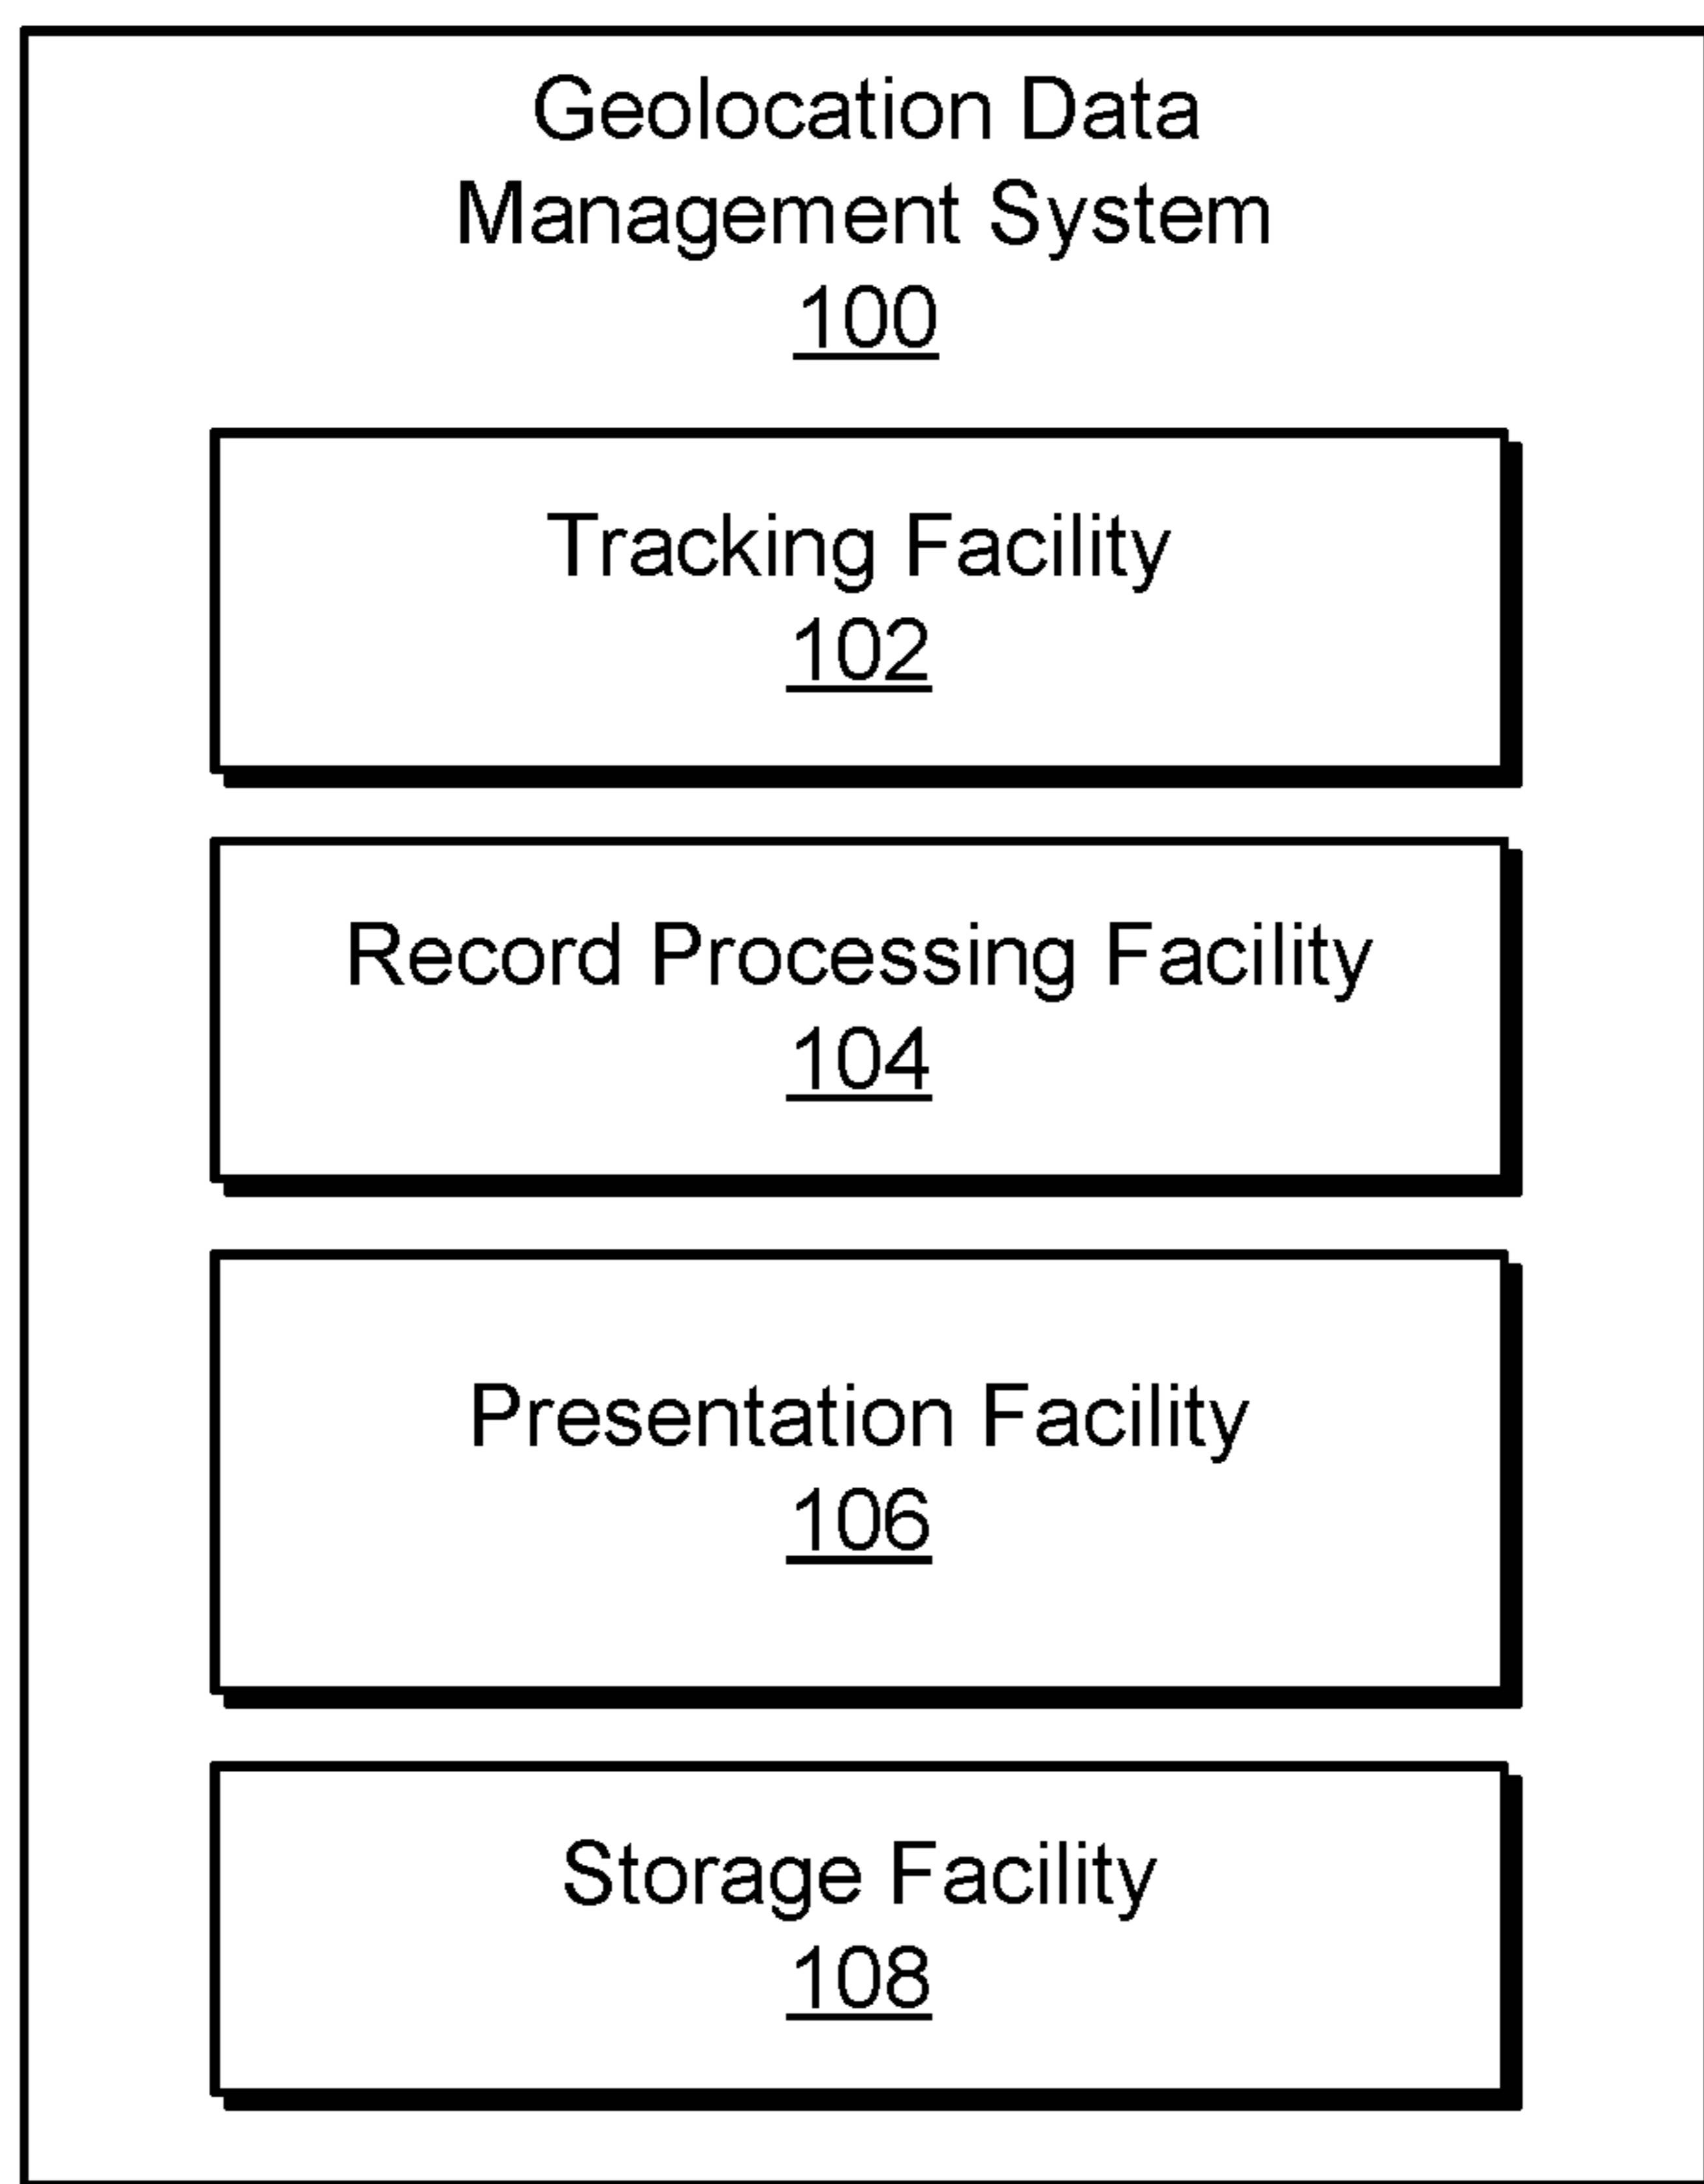 Geolocation Data
Management System
100
Tracking Facility
102
Record Processing Facility
104
Presentation Facility
106
Storage Facility
108